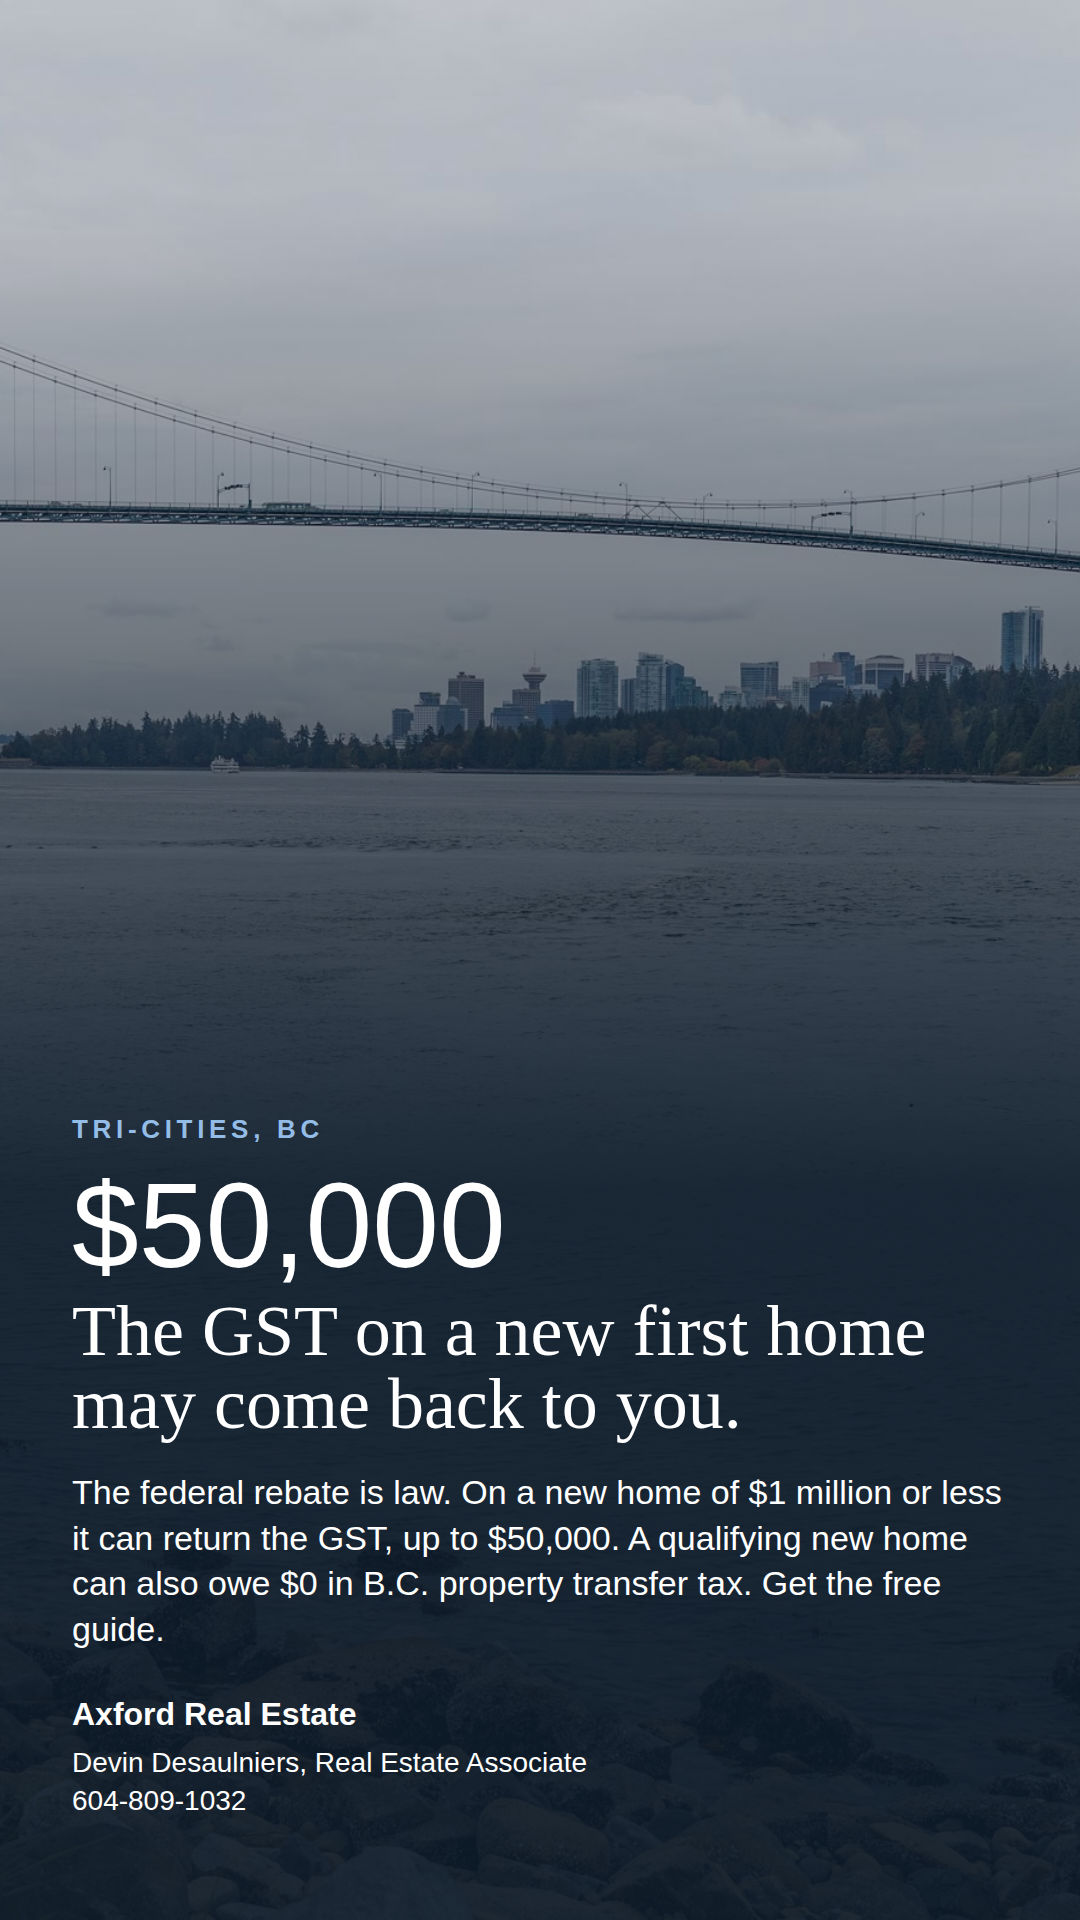 TRI-CITIES, BC
$50,000
The GST on a new first home
may come back to you.
The federal rebate is law. On a new home of $1 million or less
it can return the GST, up to $50,000. A qualifying new home
can also owe $0 in B.C. property transfer tax. Get the free
guide.
Axford Real Estate
Devin Desaulniers, Real Estate Associate
604-809-1032